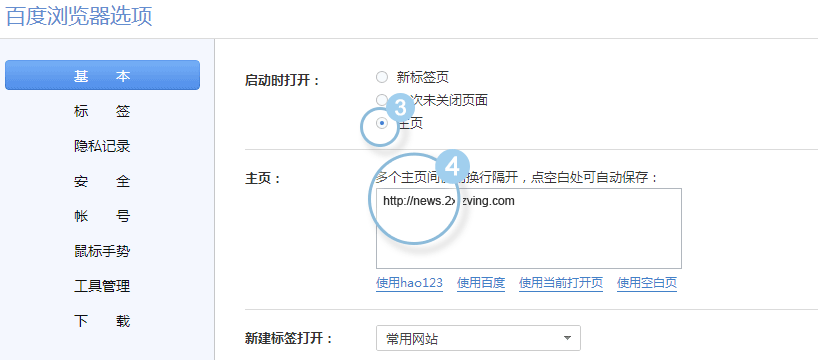 百度浏览器选项
基 本
标 签
隐私记录
安 全
帐 号
鼠标手势
工具管理
下 载
启动时打开：
新标签页
次未关闭页面
3
主页
4
主页：
多个主页间 换行隔开，点空白处可自动保存：
http://news.2 zving.com
使用hao123 使用百度 使用当前打开页 使用空白页
新建标签打开： 常用网站